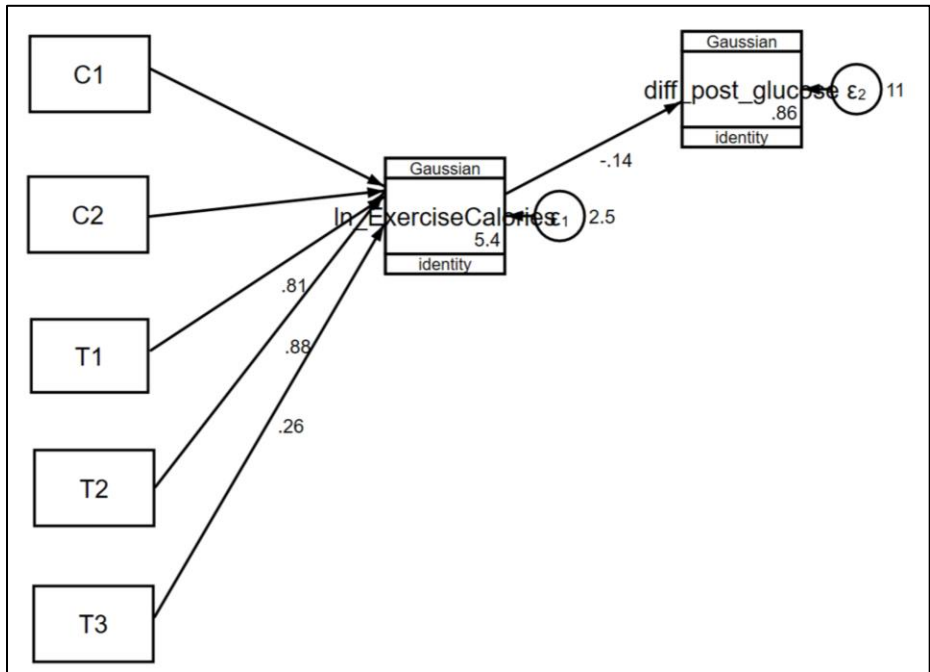 C1
C2
T1
T2
T3
.81
.88
.26
Gaussian
ln_ExerciseCalories
5.4
identity
ε₁
2.5
-.14
Gaussian
diff_post_glucose
.86
identity
ε₂
11